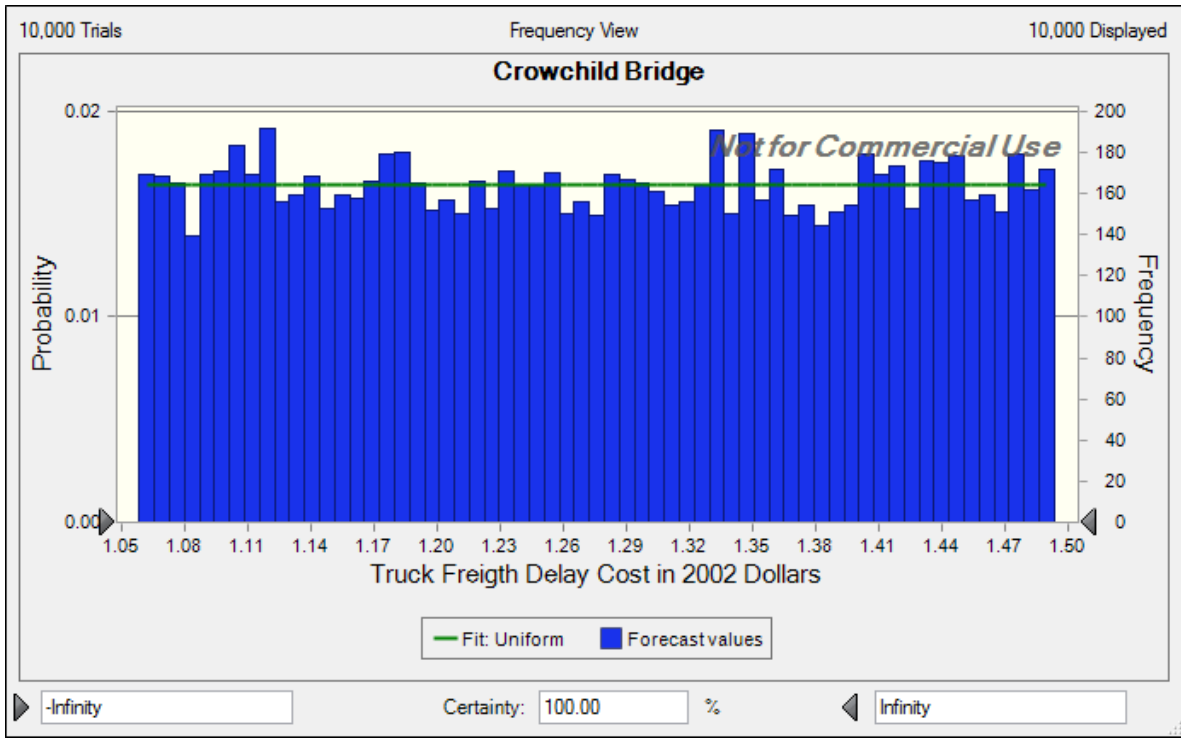 10,000 Trials Frequency View 10,000 Displayed
Crowchild Bridge
Not for Commercial Use
0.02
0.01
0.00
Probability
200
180
160
140
120
100
80
60
40
20
0
Frequency
1.05 1.08 1.11 1.14 1.17 1.20 1.23 1.26 1.29 1.32 1.35 1.38 1.41 1.44 1.47 1.50
Truck Freigth Delay Cost in 2002 Dollars
Fit: Uniform Forecast values
-Infinity Certainty: 100.00 % Infinity